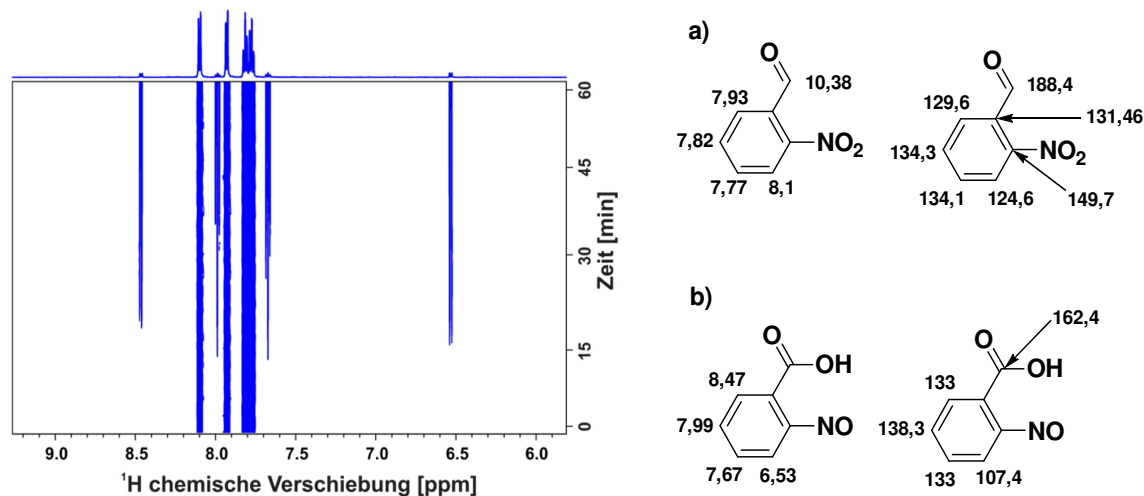 60
45
30
15
0
Zeit [min]
9.0 8.5 8.0 7.5 7.0 6.5 6.0
¹H chemische Verschiebung [ppm]
a)
O
7,93 10,38
7,82 NO₂
7,77 8,1
O
188,4
129,6 131,46
134,3 NO₂
134,1 124,6 149,7
b)
O
OH
8,47
7,99 NO
7,67 6,53
162,4
O
OH
133
138,3 NO
133 107,4